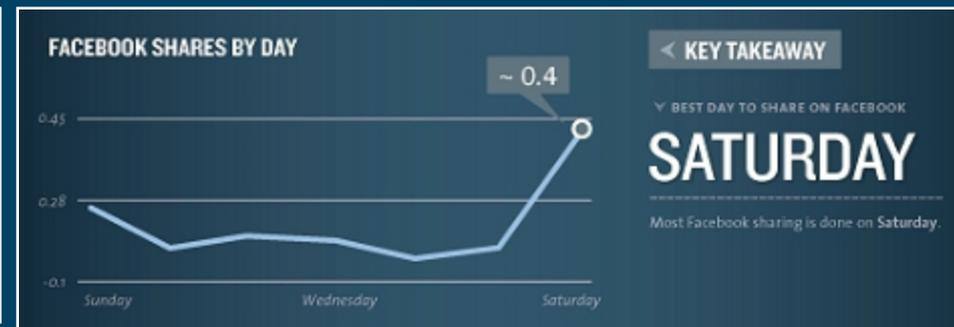 FACEBOOK SHARES BY DAY
~ 0.4
0.45
0.28
-0.1
Sunday Wednesday Saturday
KEY TAKEAWAY
BEST DAY TO SHARE ON FACEBOOK
SATURDAY
Most Facebook sharing is done on Saturday.